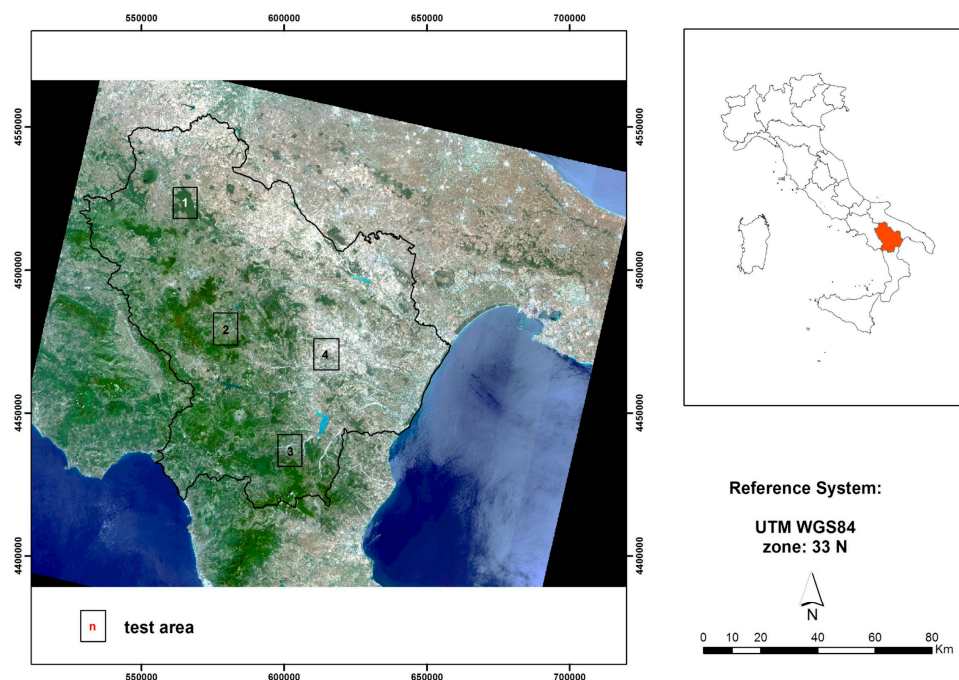 550000 600000 650000 700000
4550000 4550000
1
4500000 4500000
2
4
4450000 4450000
3
4400000 4400000
n test area
550000 600000 650000 700000
Reference System:
UTM WGS84
zone: 33 N
N
0 10 20 40 60 80
Km